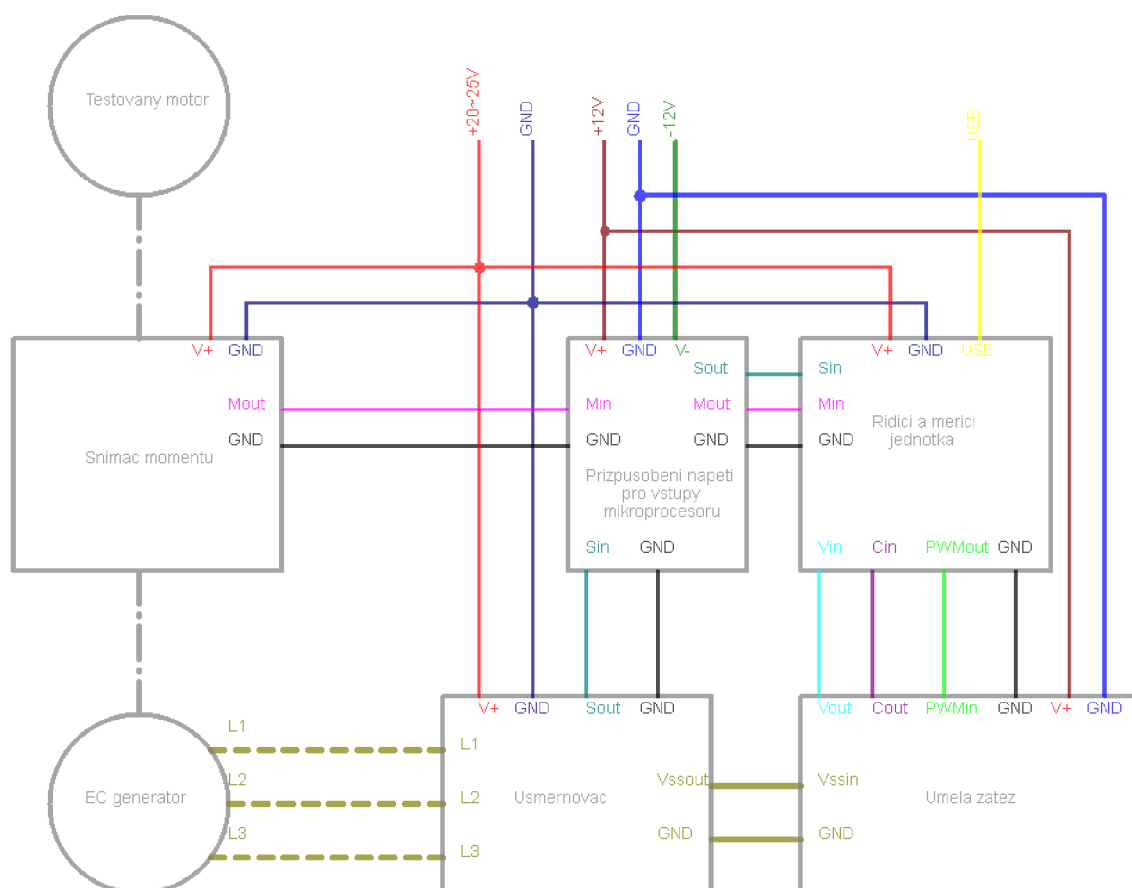 Testovany motor
+20~25V
GND
+12V
GND
-12V
USB
V+ GND
V+ GND V-
V+ GND USB
Sout Sin
Mout Min Mout Min
GND GND GND GND
Snimac momentu
Prizpusobeni napeti
pro vstupy
mikroprocesoru
Ridici a merici
jednotka
Sin GND
Vin Cin PWMout GND
V+ GND Sout GND
Vout Cout PWMin GND V+ GND
L1 L1
L2 L2
L3 L3
EC generator
Usmernovac
Vssout Vssin
GND GND
Umela zatez